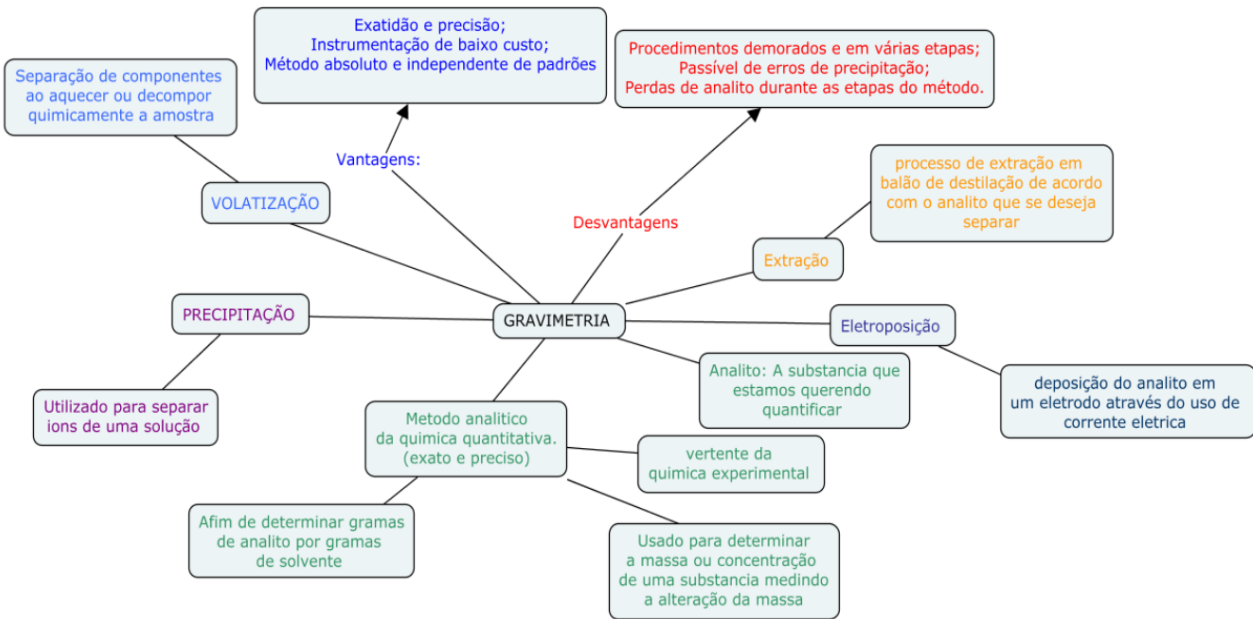 Exatidão e precisão;
Instrumentação de baixo custo;
Método absoluto e independente de padrões
Procedimentos demorados e em várias etapas;
Passível de erros de precipitação;
Perdas de analito durante as etapas do método.
Separação de componentes
ao aquecer ou decompor
quimicamente a amostra
Vantagens:
processo de extração em
balão de destilação de acordo
com o analito que se deseja
separar
VOLATIZAÇÃO
Desvantagens
Extração
PRECIPITAÇÃO
GRAVIMETRIA
Eletroposição
Analito: A substancia que
estamos querendo
quantificar
deposição do analito em
um eletrodo através do uso de
corrente eletrica
Utilizado para separar
ions de uma solução
Metodo analitico
da quimica quantitativa.
(exato e preciso)
vertente da
quimica experimental
Afim de determinar gramas
de analito por gramas
de solvente
Usado para determinar
a massa ou concentração
de uma substancia medindo
a alteração da massa